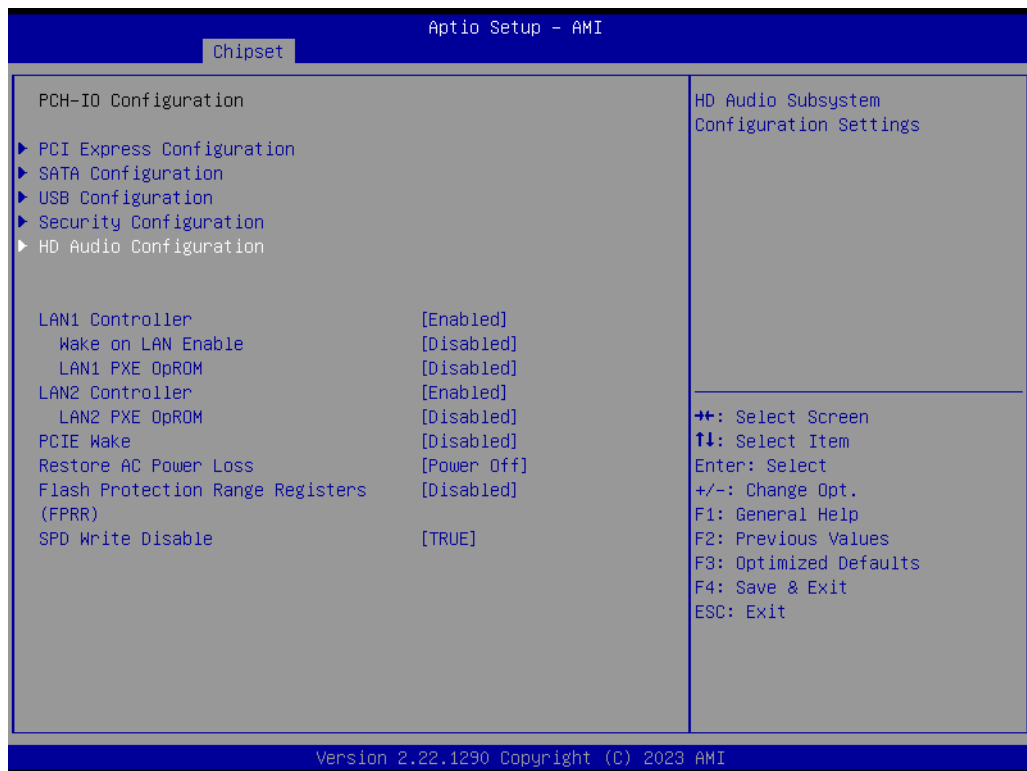 Aptio Setup – AMI
Chipset
PCH-IO Configuration
HD Audio Subsystem
Configuration Settings
PCI Express Configuration
SATA Configuration
USB Configuration
Security Configuration
HD Audio Configuration
LAN1 Controller [Enabled]
Wake on LAN Enable [Disabled]
LAN1 PXE OpROM [Disabled]
LAN2 Controller [Enabled]
LAN2 PXE OpROM [Disabled]
PCIE Wake [Disabled]
Restore AC Power Loss [Power Off]
Flash Protection Range Registers [Disabled]
(FPRR)
SPD Write Disable [TRUE]
→←: Select Screen
↑↓: Select Item
Enter: Select
+/-: Change Opt.
F1: General Help
F2: Previous Values
F3: Optimized Defaults
F4: Save & Exit
ESC: Exit
Version 2.22.1290 Copyright (C) 2023 AMI